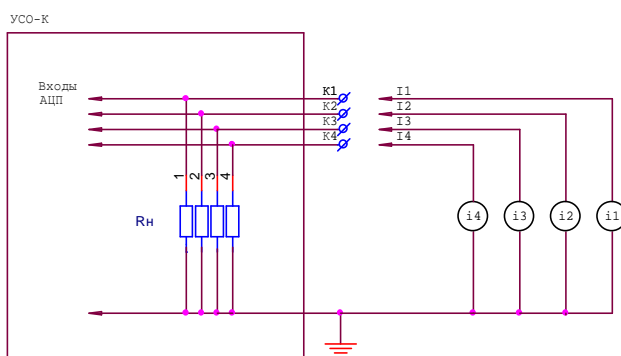 УСО-К
Входы
АЦП
К1
К2
К3
К4
I1
I2
I3
I4
1 2 3 4
Rн
i4 i3 i2 i1